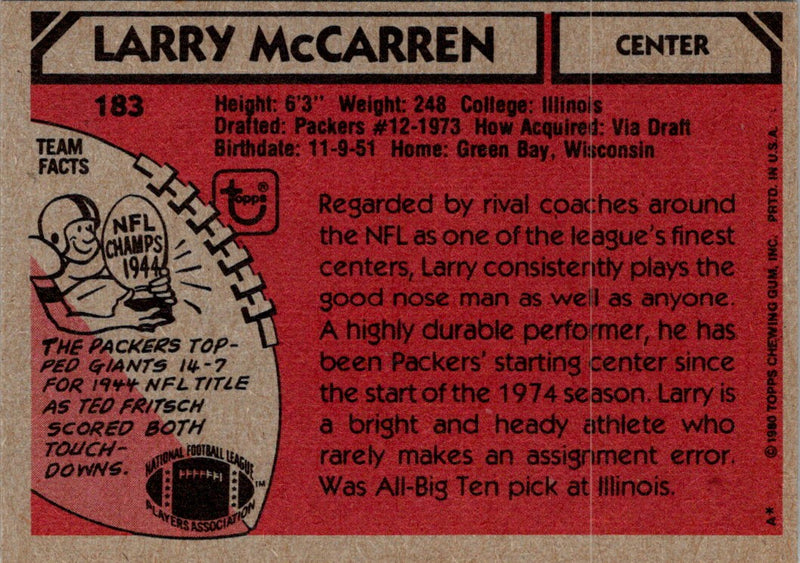 LARRY McCARREN
CENTER
183
Height: 6'3" Weight: 248 College: Illinois
Drafted: Packers #12-1973 How Acquired: Via Draft
Birthdate: 11-9-51 Home: Green Bay, Wisconsin
TEAM
FACTS
NFL
CHAMPS
1944
topps®
THE PACKERS TOP-
PED GIANTS 14-7
FOR 1944 NFL TITLE
AS TED FRITSCH
SCORED BOTH
TOUCH-
DOWNS.
NATIONAL FOOTBALL LEAGUE
PLAYERS ASSOCIATION
TM
Regarded by rival coaches around
the NFL as one of the league's finest
centers, Larry consistently plays the
good nose man as well as anyone.
A highly durable performer, he has
been Packers' starting center since
the start of the 1974 season. Larry is
a bright and heady athlete who
rarely makes an assignment error.
Was All-Big Ten pick at Illinois.
A* ©1980 TOPPS CHEWING GUM, INC. PRTD. IN U.S.A.